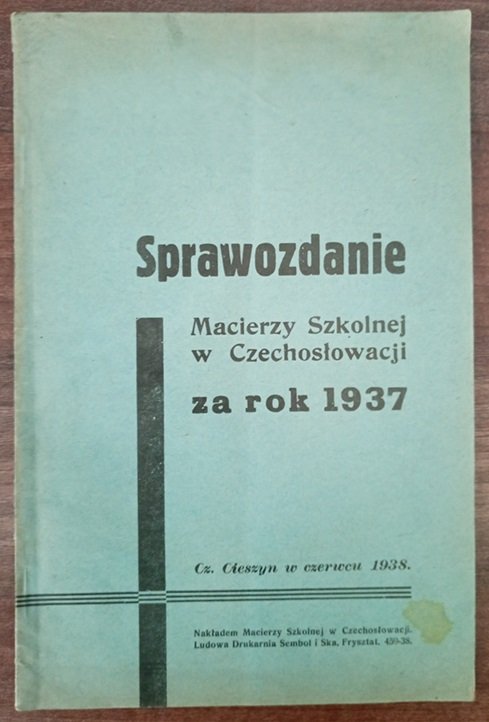 Sprawozdanie
Macierzy Szkolnej
w Czechosłowacji
za rok 1937
Cz. Cieszyn w czerwcu 1938.
Nakładem Macierzy Szkolnej w Czechosłowacji.
Ludowa Drukarnia Sembol i Ska, Frysztat. 459-38.